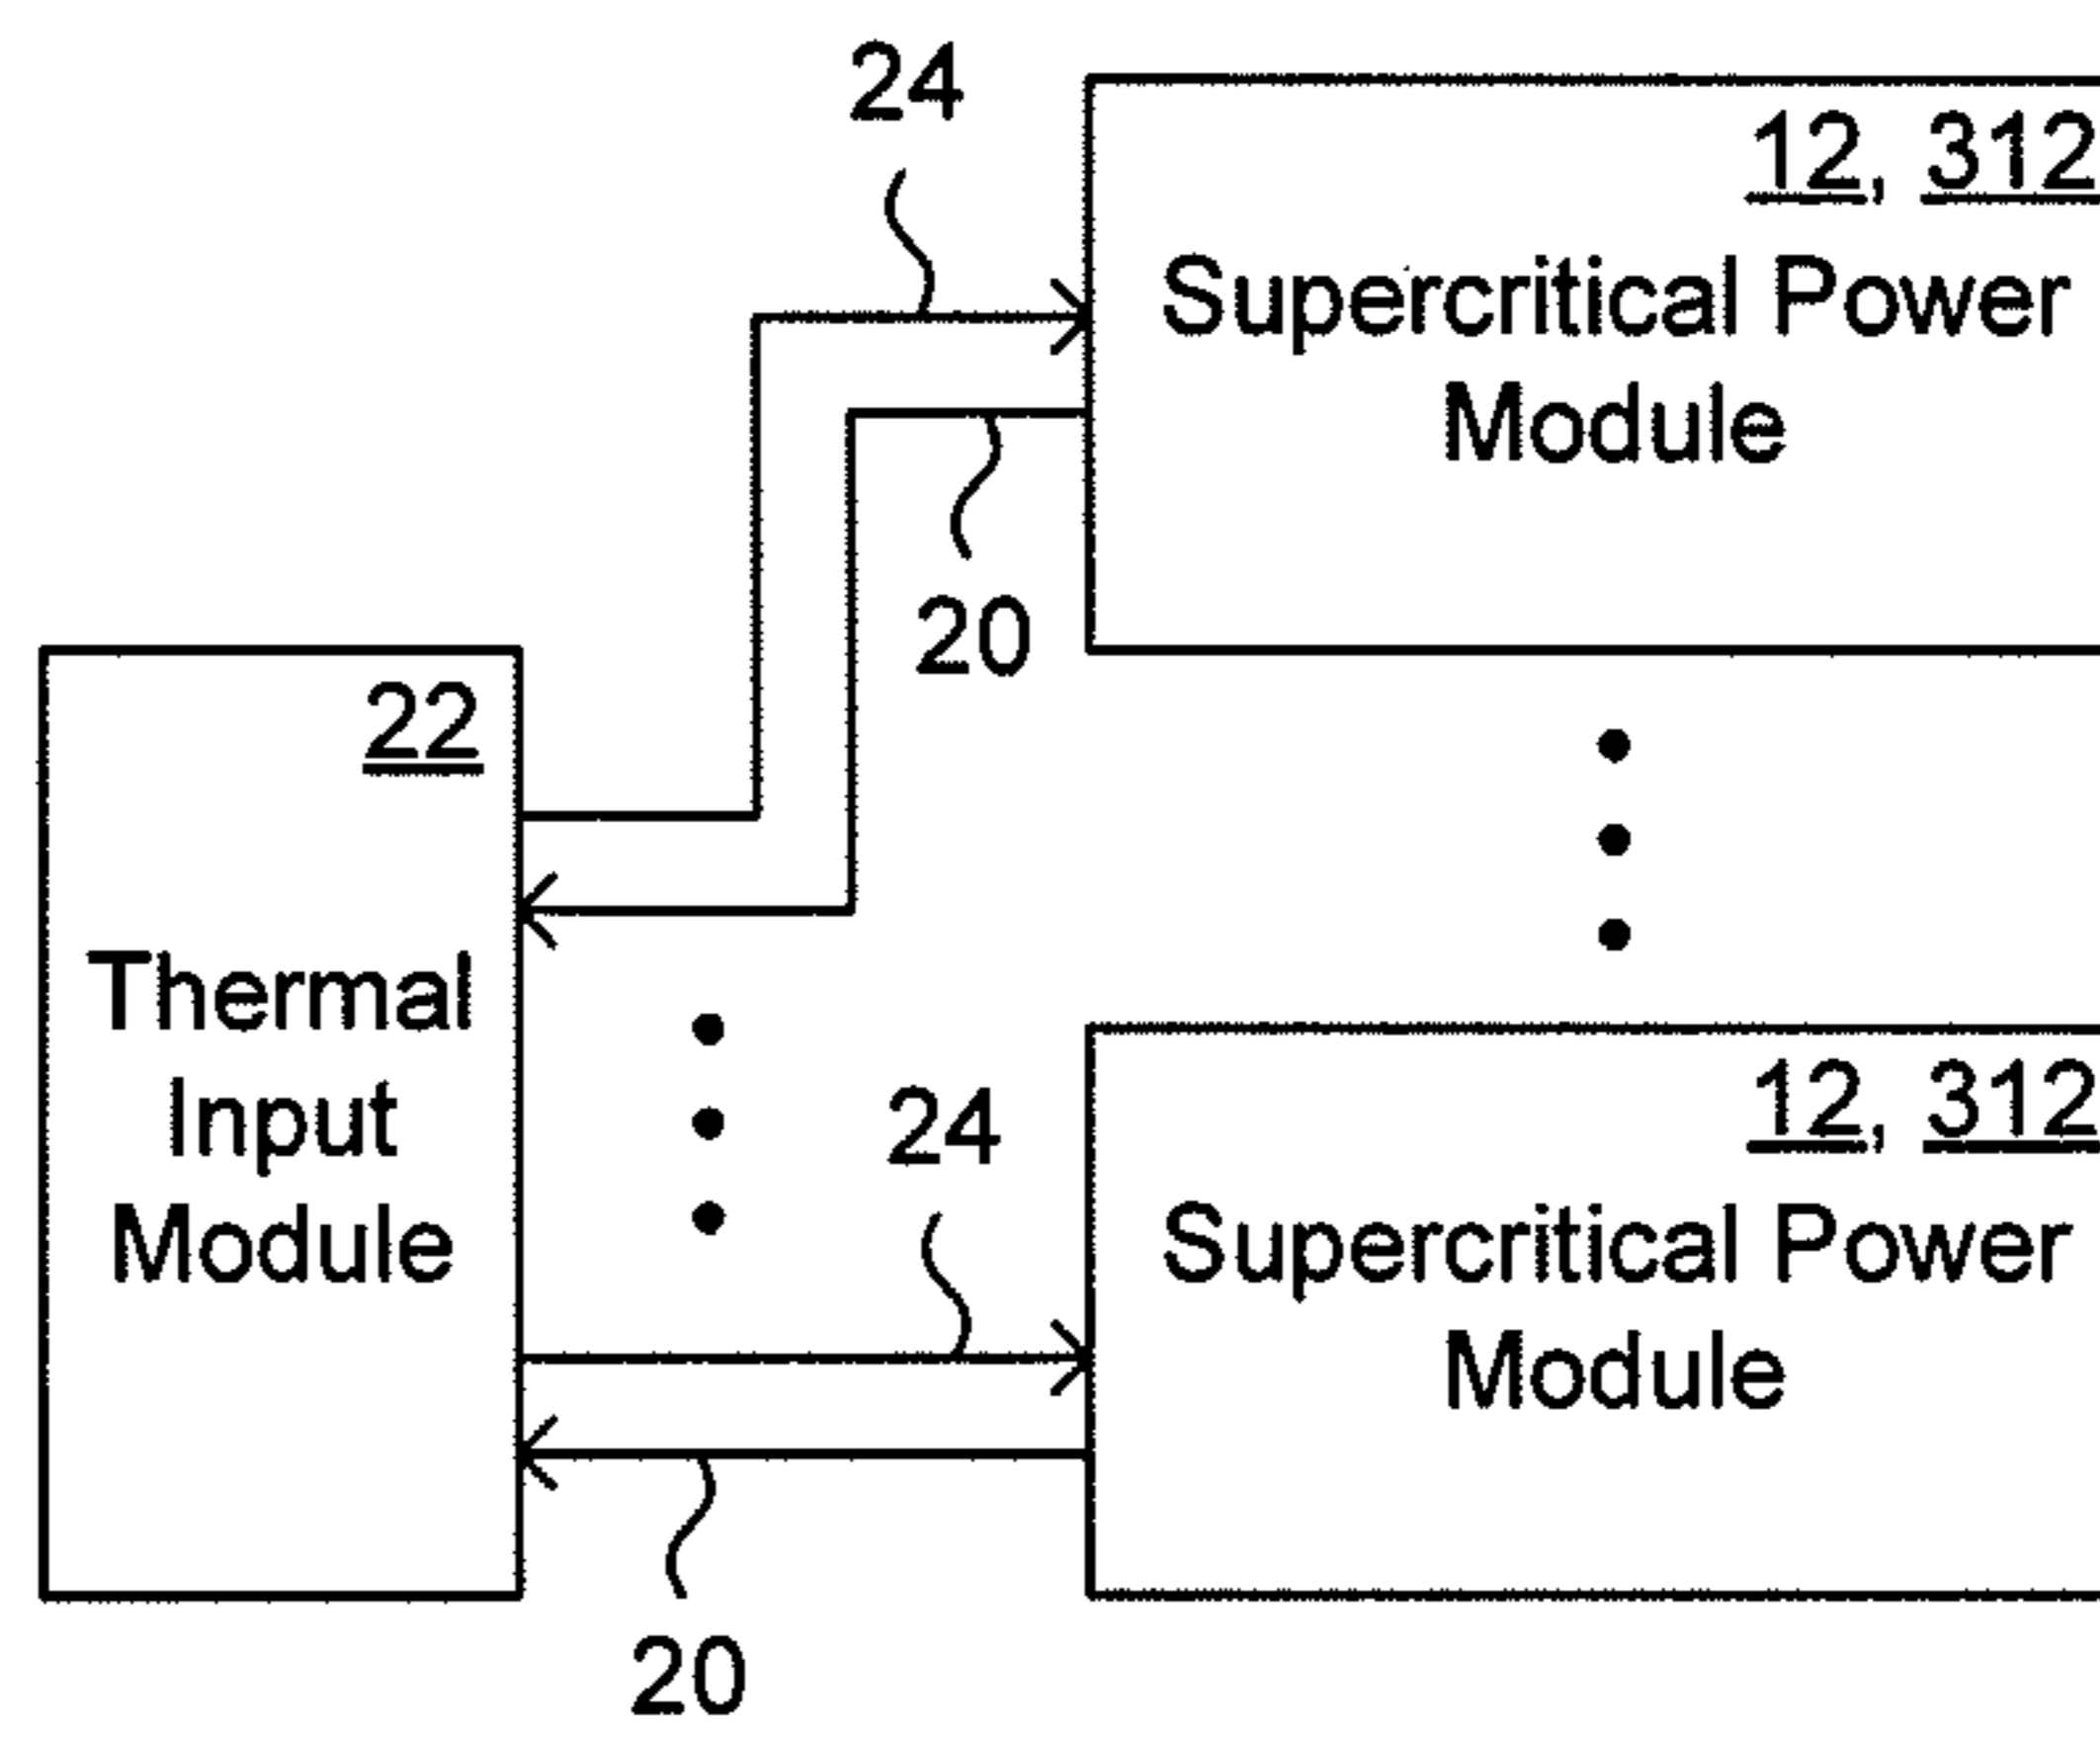 24
12, 312
Supercritical Power
Module
20
22
Thermal
Input
Module
24
12, 312
Supercritical Power
Module
20